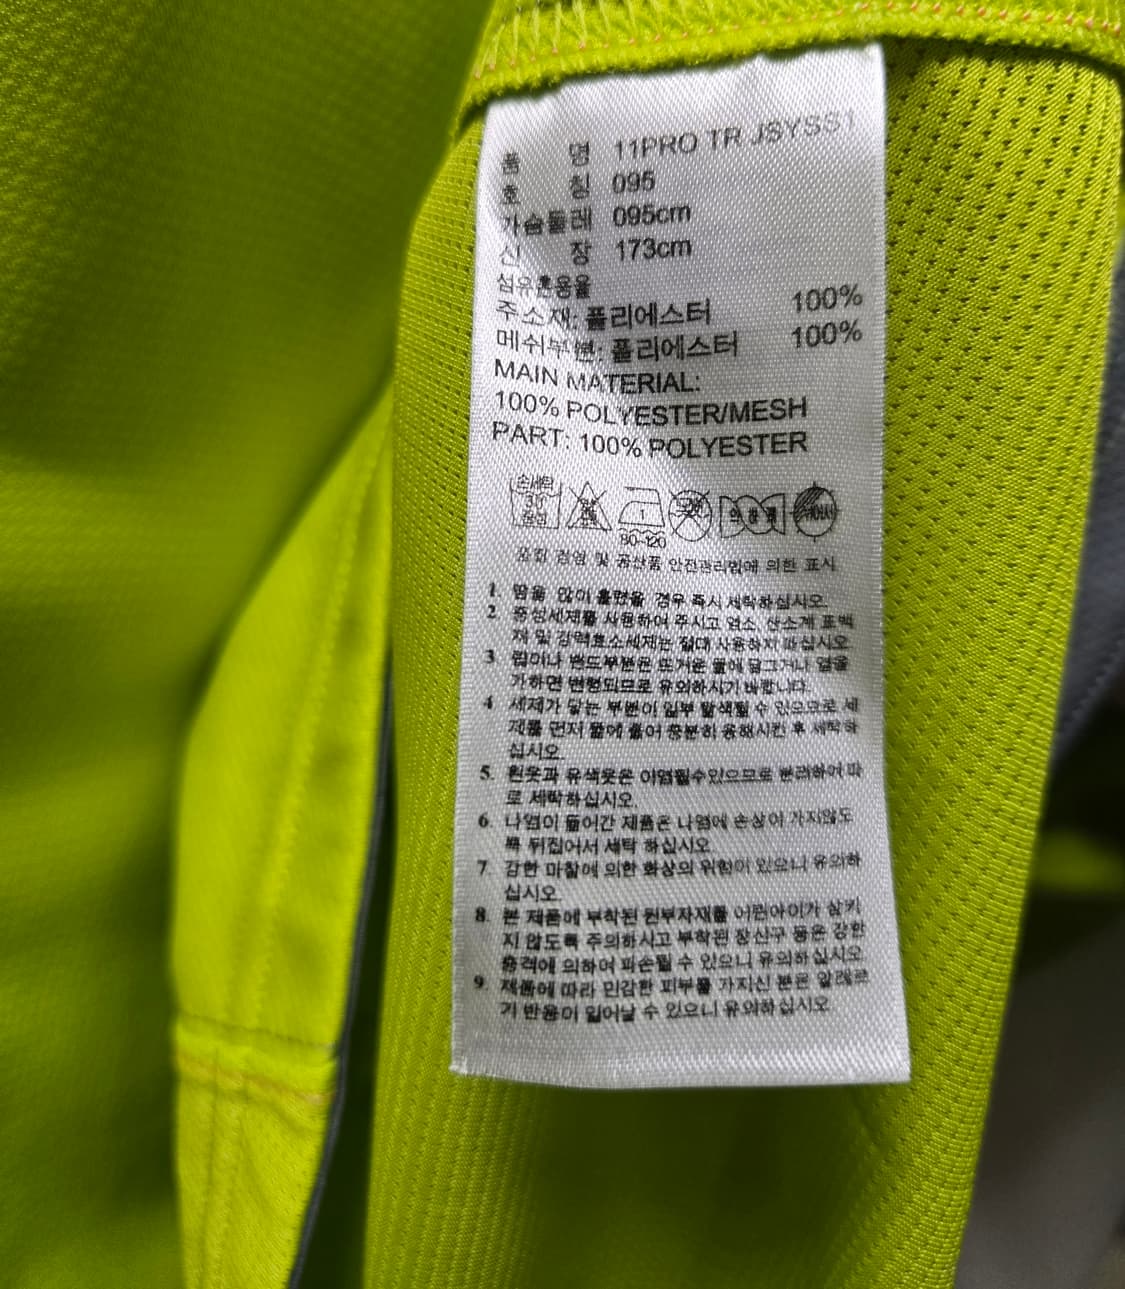 품 명 11PRO TR JSYSS1
호 칭 095
가슴둘레 095cm
신 장 173cm
섬유혼용율
주소재: 폴리에스터 100%
메쉬부분: 폴리에스터 100%
MAIN MATERIAL:
100% POLYESTER/MESH
PART: 100% POLYESTER
손세탁
80~120
품질 경영 및 공산품 안전관리법에 의한 표시
1. 땀을 많이 흘렸을 경우 즉시 세탁하십시오.
2. 중성세제를 사용하여 주시고 염소, 산소계 표백
제 및 강력효소세제는 절대 사용하지 마십시오
3. 립이나 밴드부분은 뜨거운 물에 담그거나 열을
가하면 변형되므로 유의하시기 바랍니다.
4. 세제가 닿는 부분이 일부 탈색될 수 있으므로 세
제를 먼저 물에 풀어 충분히 용해시킨 후 세탁하
십시오.
5. 흰옷과 유색옷은 이염될수있으므로 분리하여 따
로 세탁하십시오.
6. 나염이 들어간 제품은 나염에 손상이 가지않도
록 뒤집어서 세탁 하십시오.
7. 강한 마찰에 의한 화상의 위험이 있으니 유의하
십시오.
8. 본 제품에 부착된 원부자재를 어린아이가 삼키
지 않도록 주의하시고 부착된 장신구 등은 강한
충격에 의하여 파손될 수 있으니 유의하십시오.
9. 제품에 따라 민감한 피부를 가지신 분은 알레르
기 반응이 일어날 수 있으니 유의하십시오.